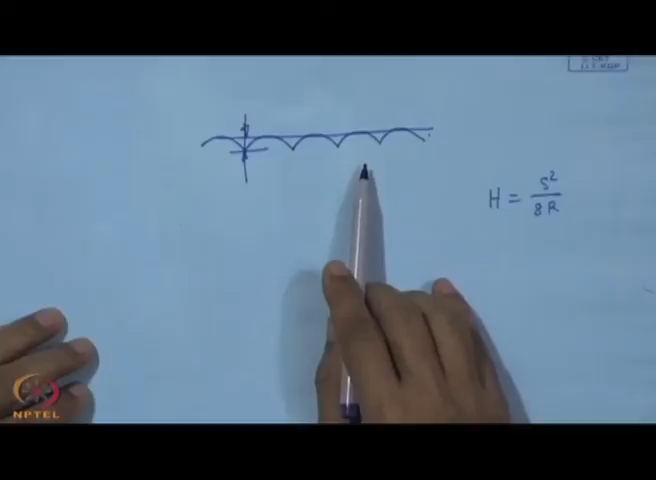 H = S²/8R
NPTEL